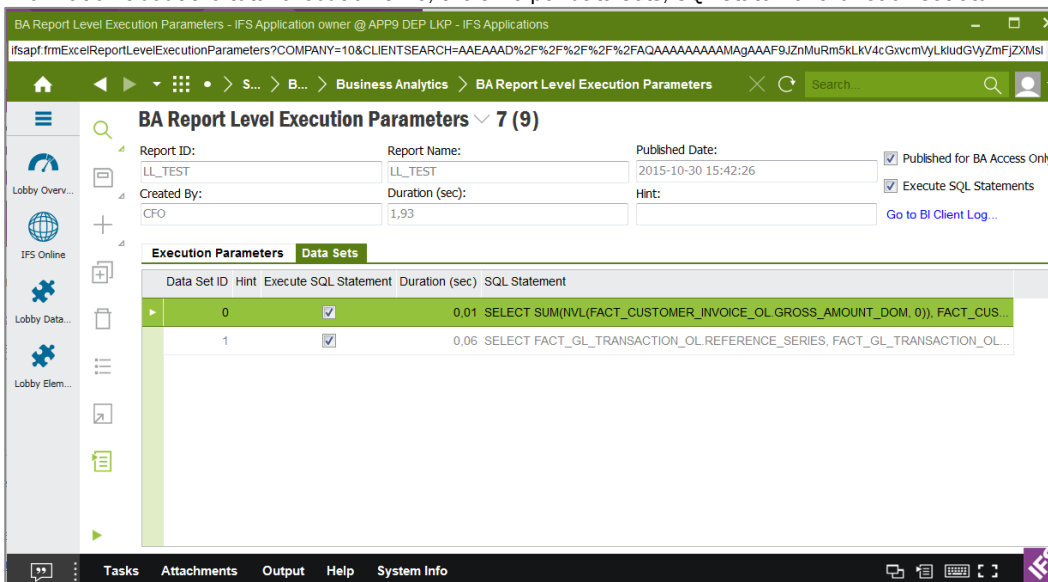 BA Report Level Execution Parameters - IFS Application owner @ APP9 DEP LKP - IFS Applications
ifsapf:frmExcelReportLevelExecutionParameters?COMPANY=10&CLIENTSEARCH=AAEAAAD%2F%2F%2F%2F%2FAQAAAAAAAAAMAgAAAF9JZnMuRm5kLkV4cGxvcmVyLkludGVyZmFjZXMsI
S... > B... > Business Analytics > BA Report Level Execution Parameters
Search...
BA Report Level Execution Parameters 7 (9)
Report ID: Report Name: Published Date:
LL_TEST LL_TEST 2015-10-30 15:42:26
Published for BA Access Only
Created By: Duration (sec): Hint:
Execute SQL Statements
CFO 1,93
Go to BI Client Log...
Lobby Overv...
IFS Online
Lobby Data...
Lobby Elem...
Execution Parameters Data Sets
Data Set ID Hint Execute SQL Statement Duration (sec) SQL Statement
0 0,01 SELECT SUM(NVL(FACT_CUSTOMER_INVOICE_OL.GROSS_AMOUNT_DOM, 0)), FACT_CUS...
1 0,06 SELECT FACT_GL_TRANSACTION_OL.REFERENCE_SERIES, FACT_GL_TRANSACTION_OL...
Tasks Attachments Output Help System Info
IFS